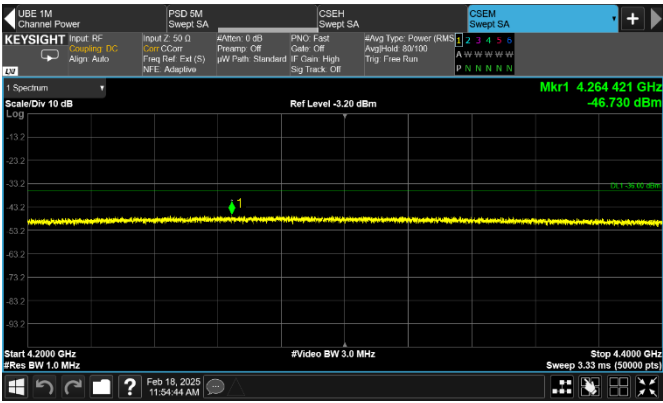 UBE 1M
Channel Power
PSD 5M
Swept SA
CSEH
Swept SA
CSEM
Swept SA
KEYSIGHT
Input: RF
Coupling: DC
Align: Auto
Input Z: 50 Ω
Corr CCorr
Freq Ref: Ext (S)
NFE: Adaptive
#Atten: 0 dB
Preamp: Off
µW Path: Standard
PNO: Fast
Gate: Off
IF Gain: High
Sig Track: Off
#Avg Type: Power (RMS)
Avg|Hold: 80/100
Trig: Free Run
1 2 3 4 5 6
A W W W W W
P N N N N N
LXI
1 Spectrum
Scale/Div 10 dB
Log
Ref Level -3.20 dBm
Mkr1 4.264 421 GHz
-46.730 dBm
-13.2
-23.2
-33.2
DL1 -36.00 dBm
-43.2
1
-53.2
-63.2
-73.2
-83.2
-93.2
Start 4.2000 GHz
#Res BW 1.0 MHz
#Video BW 3.0 MHz
Stop 4.4000 GHz
Sweep 3.33 ms (50000 pts)
?
Feb 18, 2025
11:54:44 AM